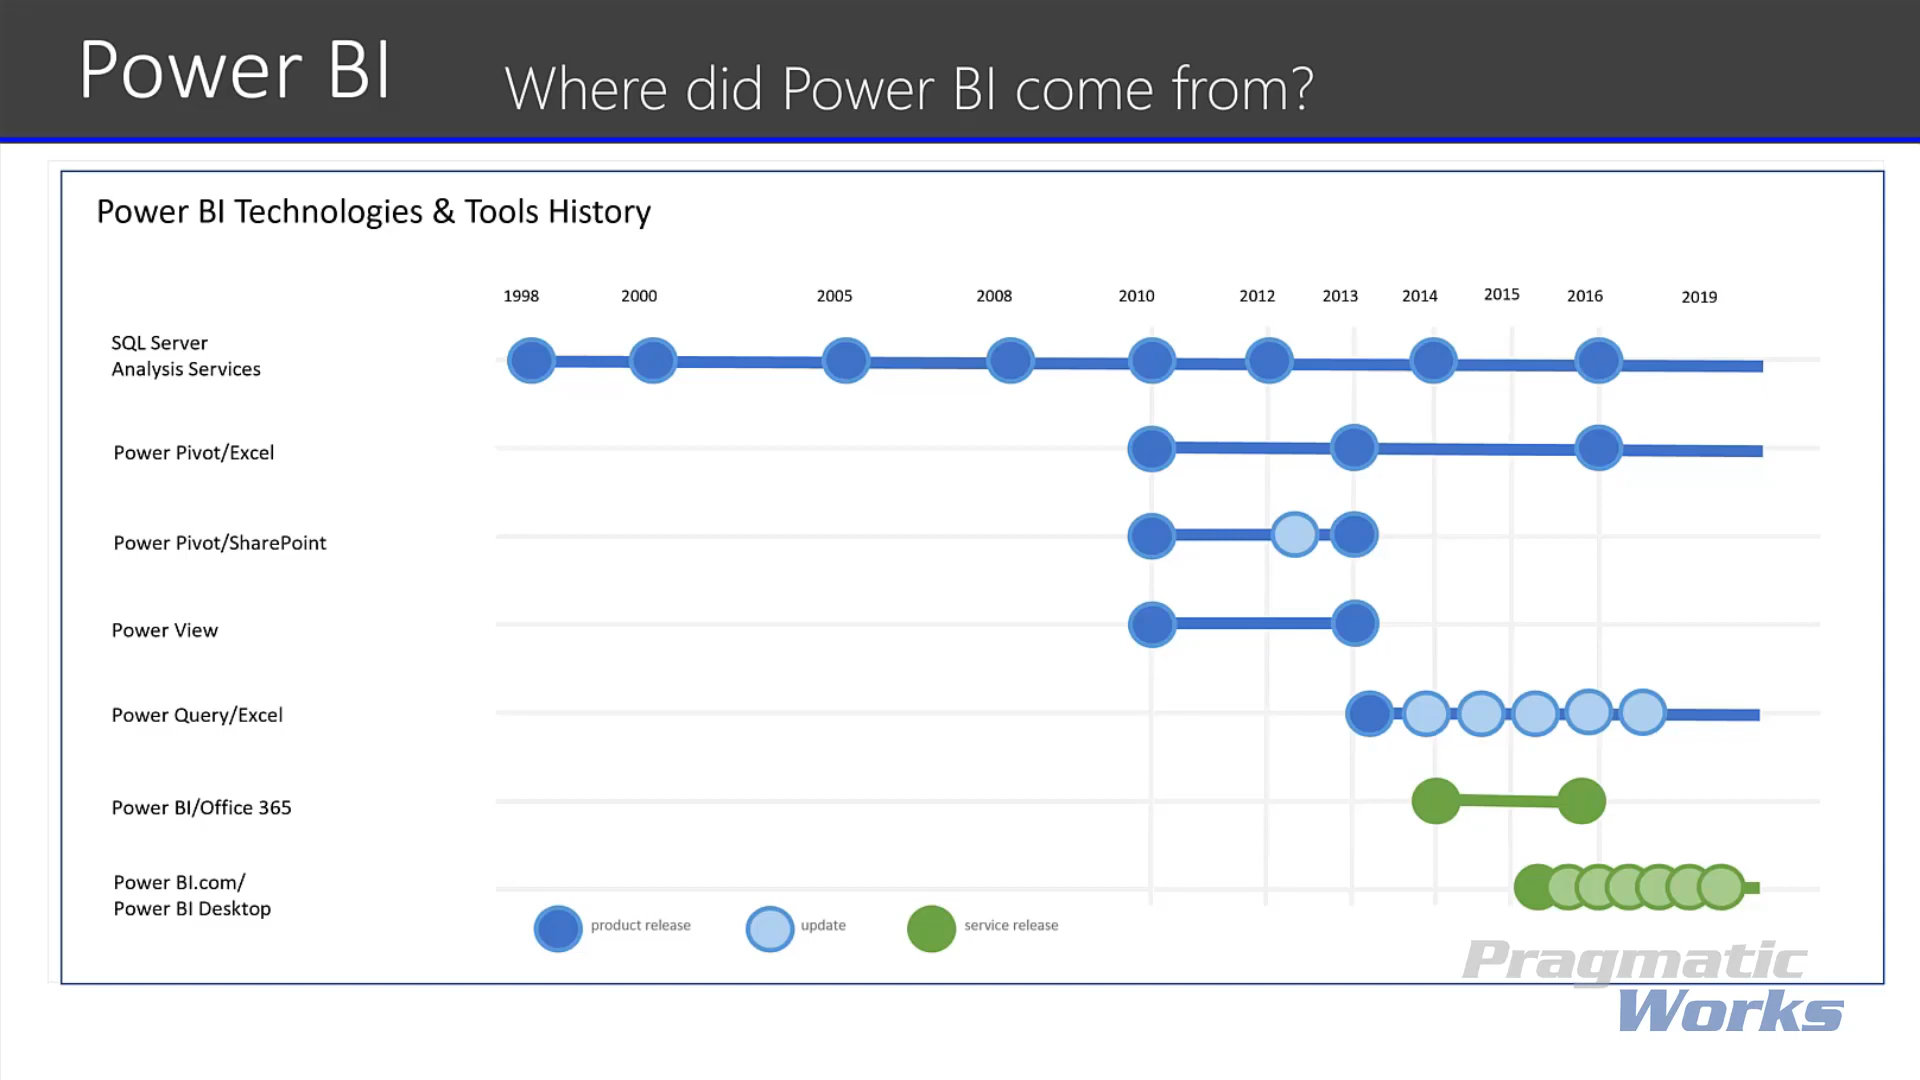 Power BI
Where did Power BI come from?
Power BI Technologies & Tools History
1998 2000 2005 2008 2010 2012 2013 2014 2015 2016 2019
SQL Server
Analysis Services
Power Pivot/Excel
Power Pivot/SharePoint
Power View
Power Query/Excel
Power BI/Office 365
Power BI.com/
Power BI Desktop
product release update service release
Pragmatic
Works